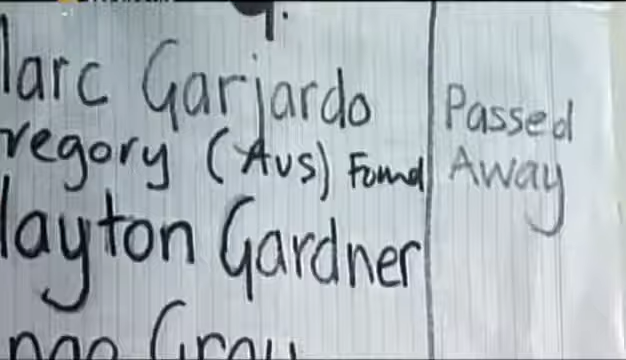 larc Garjardo
regory (Aus) Found
layton Gardner
Passed
Away